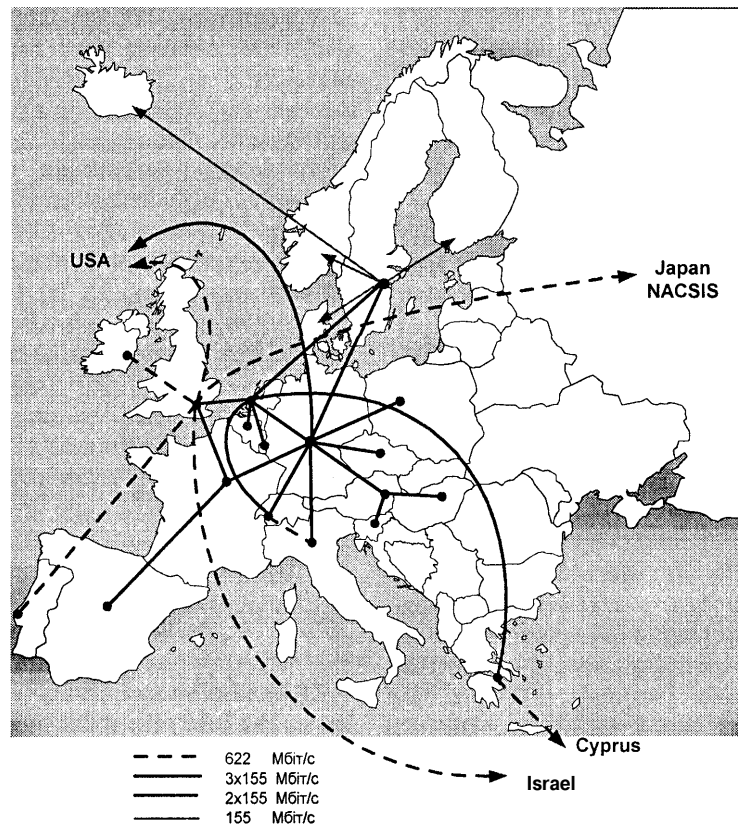 USA
Japan
NACSIS
Cyprus
Israel
622 Мбіт/с
3x155 Мбіт/с
2x155 Мбіт/с
155 Мбіт/с